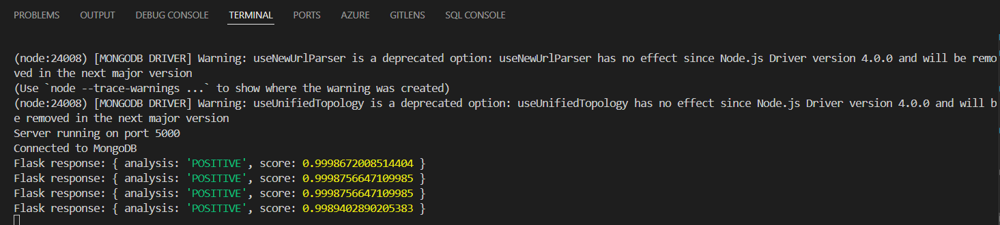 PROBLEMS OUTPUT DEBUG CONSOLE TERMINAL PORTS AZURE GITLENS SQL CONSOLE
(node:24008) [MONGODB DRIVER] Warning: useNewUrlParser is a deprecated option: useNewUrlParser has no effect since Node.js Driver version 4.0.0 and will be remo
ved in the next major version
(Use `node --trace-warnings ...` to show where the warning was created)
(node:24008) [MONGODB DRIVER] Warning: useUnifiedTopology is a deprecated option: useUnifiedTopology has no effect since Node.js Driver version 4.0.0 and will b
e removed in the next major version
Server running on port 5000
Connected to MongoDB
Flask response: { analysis: 'POSITIVE', score: 0.9998672008514404 }
Flask response: { analysis: 'POSITIVE', score: 0.9998756647109985 }
Flask response: { analysis: 'POSITIVE', score: 0.9998756647109985 }
Flask response: { analysis: 'POSITIVE', score: 0.9989402890205383 }